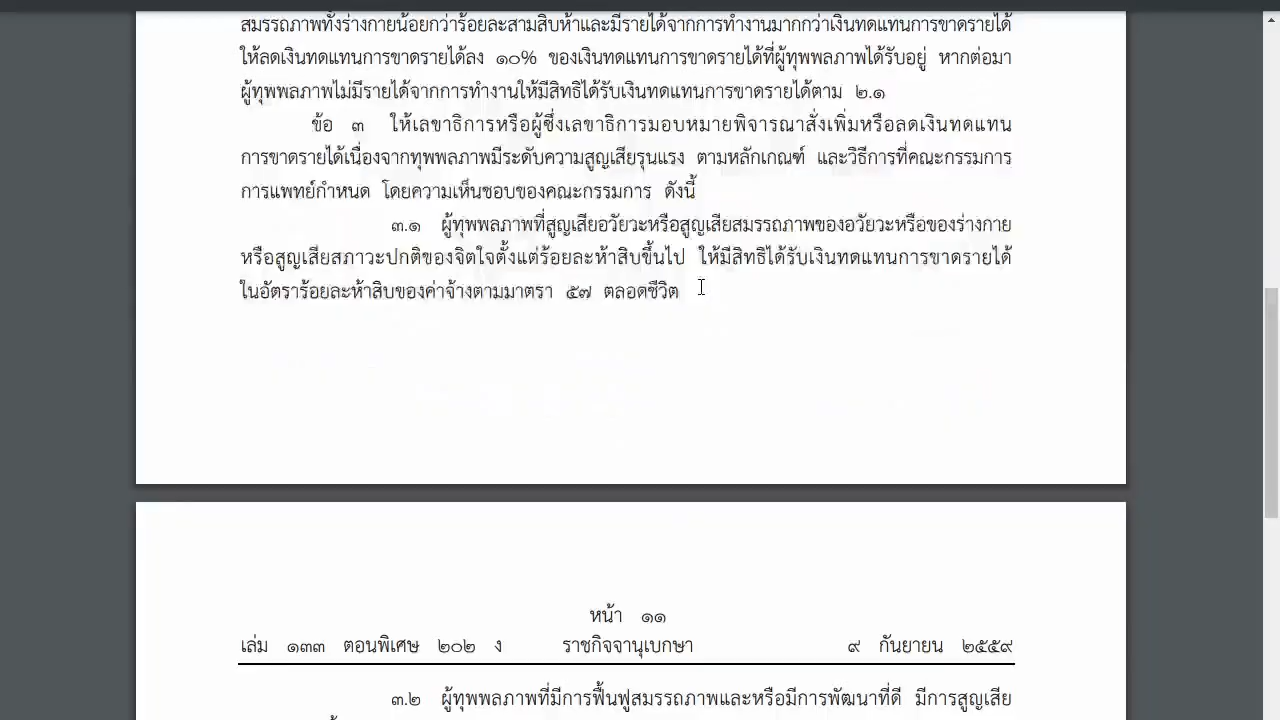 สมรรถภาพทั้งร่างกายน้อยกว่าร้อยละสามสิบห้าและมีรายได้จากการทำงานมากกว่าเงินทดแทนการขาดรายได้
ให้ลดเงินทดแทนการขาดรายได้ลง ๑๐% ของเงินทดแทนการขาดรายได้ที่ผู้ทุพพลภาพได้รับอยู่ หากต่อมา
ผู้ทุพพลภาพไม่มีรายได้จากการทำงานให้มีสิทธิได้รับเงินทดแทนการขาดรายได้ตาม ๒.๑
ข้อ ๓ ให้เลขาธิการหรือผู้ซึ่งเลขาธิการมอบหมายพิจารณาสั่งเพิ่มหรือลดเงินทดแทน
การขาดรายได้เนื่องจากทุพพลภาพมีระดับความสูญเสียรุนแรง ตามหลักเกณฑ์ และวิธีการที่คณะกรรมการ
การแพทย์กำหนด โดยความเห็นชอบของคณะกรรมการ ดังนี้
๓.๑ ผู้ทุพพลภาพที่สูญเสียอวัยวะหรือสูญเสียสมรรถภาพของอวัยวะหรือของร่างกาย
หรือสูญเสียสภาวะปกติของจิตใจตั้งแต่ร้อยละห้าสิบขึ้นไป ให้มีสิทธิได้รับเงินทดแทนการขาดรายได้
ในอัตราร้อยละห้าสิบของค่าจ้างตามมาตรา ๕๗ ตลอดชีวิต
หน้า ๑๑
เล่ม ๑๓๓ ตอนพิเศษ ๒๐๒ ง ราชกิจจานุเบกษา ๙ กันยายน ๒๕๕๙
๓.๒ ผู้ทุพพลภาพที่มีการฟื้นฟูสมรรถภาพและหรือมีการพัฒนาที่ดี มีการสูญเสีย